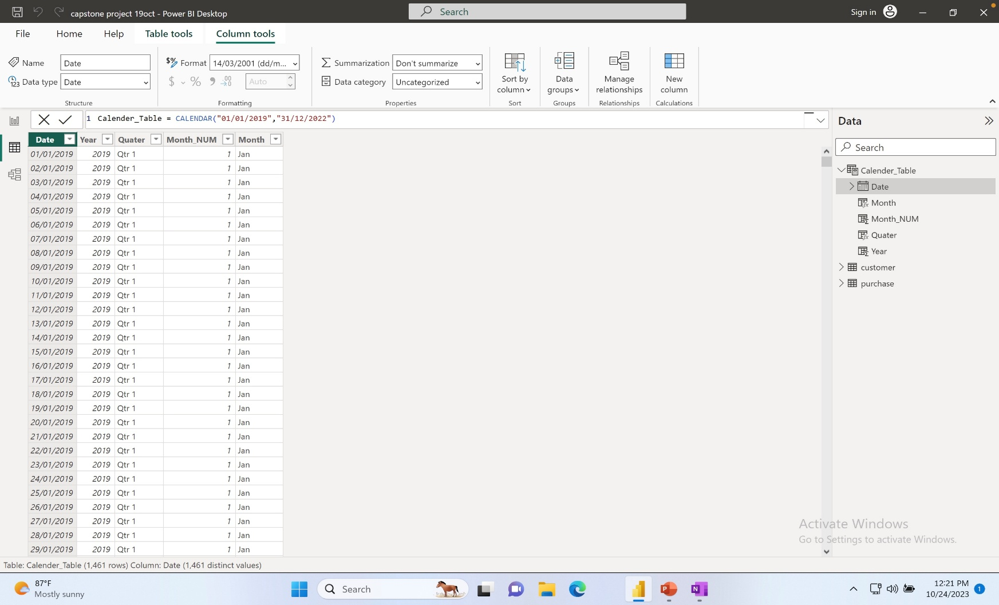 capstone project 19oct - Power BI Desktop
Search
Sign in
File Home Help Table tools Column tools
Name Date
Data type Date
Structure
Format 14/03/2001 (dd/m...
$ % 9 .00 →0 Auto
Formatting
Summarization Don't summarize
Data category Uncategorized
Properties
Sort by
column
Sort
Data
groups
Groups
Manage
relationships
Relationships
New
column
Calculations
1 Calender_Table = CALENDAR("01/01/2019","31/12/2022")
Date Year Quater Month_NUM Month
01/01/2019 2019 Qtr 1 1 Jan
02/01/2019 2019 Qtr 1 1 Jan
03/01/2019 2019 Qtr 1 1 Jan
04/01/2019 2019 Qtr 1 1 Jan
05/01/2019 2019 Qtr 1 1 Jan
06/01/2019 2019 Qtr 1 1 Jan
07/01/2019 2019 Qtr 1 1 Jan
08/01/2019 2019 Qtr 1 1 Jan
09/01/2019 2019 Qtr 1 1 Jan
10/01/2019 2019 Qtr 1 1 Jan
11/01/2019 2019 Qtr 1 1 Jan
12/01/2019 2019 Qtr 1 1 Jan
13/01/2019 2019 Qtr 1 1 Jan
14/01/2019 2019 Qtr 1 1 Jan
15/01/2019 2019 Qtr 1 1 Jan
16/01/2019 2019 Qtr 1 1 Jan
17/01/2019 2019 Qtr 1 1 Jan
18/01/2019 2019 Qtr 1 1 Jan
19/01/2019 2019 Qtr 1 1 Jan
20/01/2019 2019 Qtr 1 1 Jan
21/01/2019 2019 Qtr 1 1 Jan
22/01/2019 2019 Qtr 1 1 Jan
23/01/2019 2019 Qtr 1 1 Jan
24/01/2019 2019 Qtr 1 1 Jan
25/01/2019 2019 Qtr 1 1 Jan
26/01/2019 2019 Qtr 1 1 Jan
27/01/2019 2019 Qtr 1 1 Jan
28/01/2019 2019 Qtr 1 1 Jan
29/01/2019 2019 Qtr 1 1 Jan
Data
Search
Calender_Table
Date
Month
Month_NUM
Quater
Year
customer
purchase
Activate Windows
Go to Settings to activate Windows.
Table: Calender_Table (1,461 rows) Column: Date (1,461 distinct values)
87°F
Mostly sunny
Search
12:21 PM
10/24/2023
1